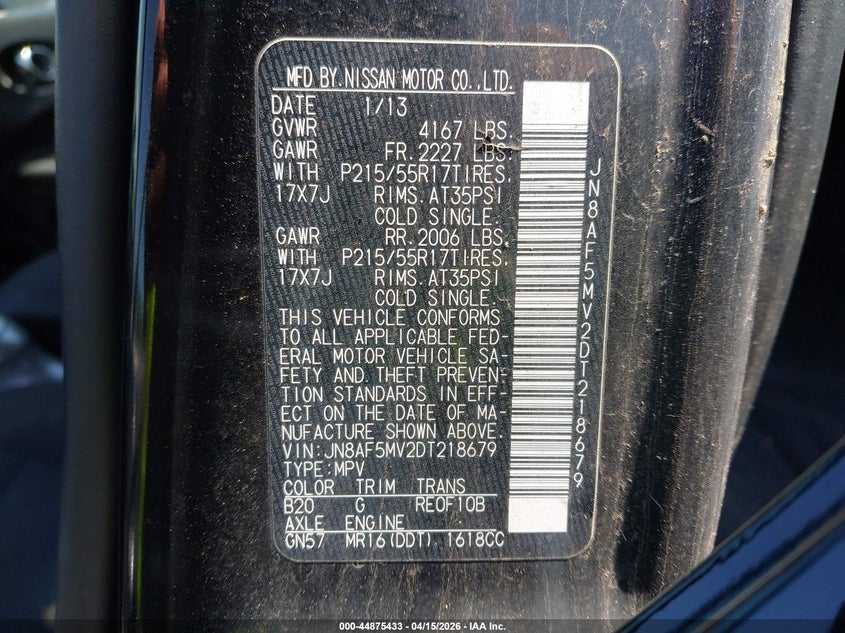 MFD BY NISSAN MOTOR CO.,LTD.
DATE 1/13
GVWR 4167 LBS.
GAWR FR. 2227 LBS.
WITH P215/55R17TIRES.
17X7J RIMS. AT35PSI
COLD SINGLE.
GAWR RR. 2006 LBS.
WITH P215/55R17TIRES.
17X7J RIMS. AT35PSI
COLD SINGLE.
THIS VEHICLE CONFORMS
TO ALL APPLICABLE FED-
ERAL MOTOR VEHICLE SA-
FETY AND THEFT PREVEN-
TION STANDARDS IN EFF-
ECT ON THE DATE OF MA-
NUFACTURE SHOWN ABOVE.
VIN:JN8AF5MV2DT218679
TYPE:MPV
COLOR TRIM TRANS
B20 G RE0F10B
AXLE ENGINE
GN57 MR16(DDT) 1618CC
JN8AF5MV2DT218679
000-44875433 - 04/15/2026 - IAA Inc.